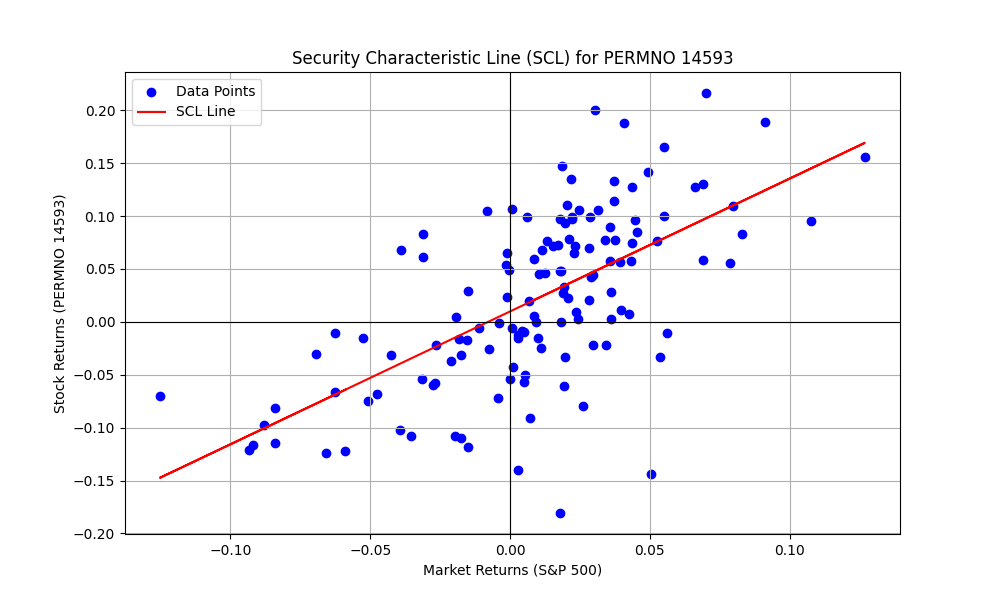 Security Characteristic Line (SCL) for PERMNO 14593
Data Points
SCL Line
Stock Returns (PERMNO 14593)
0.20
0.15
0.10
0.05
0.00
−0.05
−0.10
−0.15
−0.20
−0.10
−0.05
0.00
0.05
0.10
Market Returns (S&P 500)